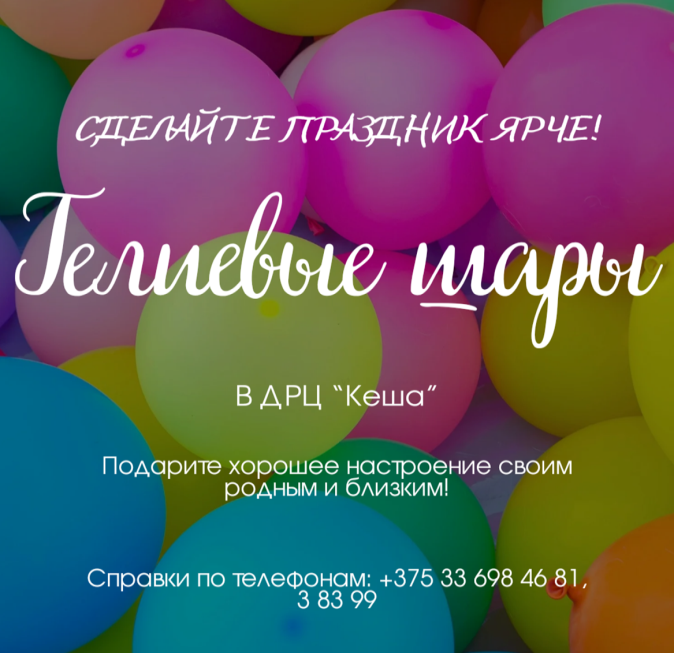 СДЕЛАЙТЕ ПРАЗДНИК ЯРЧЕ!
Гелиевые шары
В ДРЦ “Кеша”
Подарите хорошее настроение своим
родным и близким!
Справки по телефонам: +375 33 698 46 81,
3 83 99